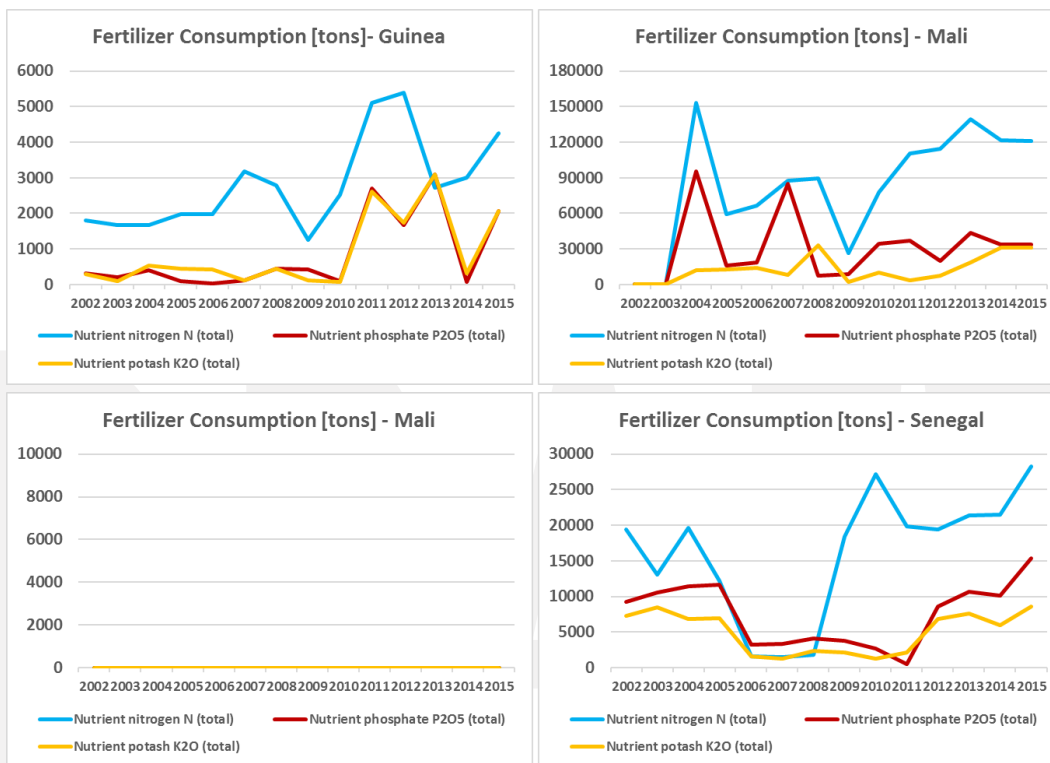 Fertilizer Consumption [tons]- Guinea
6000
5000
4000
3000
2000
1000
0
2002 2003 2004 2005 2006 2007 2008 2009 2010 2011 2012 2013 2014 2015
Nutrient nitrogen N (total) Nutrient phosphate P2O5 (total)
Nutrient potash K2O (total)
Fertilizer Consumption [tons] - Mali
180000
150000
120000
90000
60000
30000
0
2002 2003 2004 2005 2006 2007 2008 2009 2010 2011 2012 2013 2014 2015
Nutrient nitrogen N (total) Nutrient phosphate P2O5 (total)
Nutrient potash K2O (total)
Fertilizer Consumption [tons] - Mali
10000
8000
6000
4000
2000
0
2002 2003 2004 2005 2006 2007 2008 2009 2010 2011 2012 2013 2014 2015
Nutrient nitrogen N (total) Nutrient phosphate P2O5 (total)
Nutrient potash K2O (total)
Fertilizer Consumption [tons] - Senegal
30000
25000
20000
15000
10000
5000
0
2002 2003 2004 2005 2006 2007 2008 2009 2010 2011 2012 2013 2014 2015
Nutrient nitrogen N (total) Nutrient phosphate P2O5 (total)
Nutrient potash K2O (total)